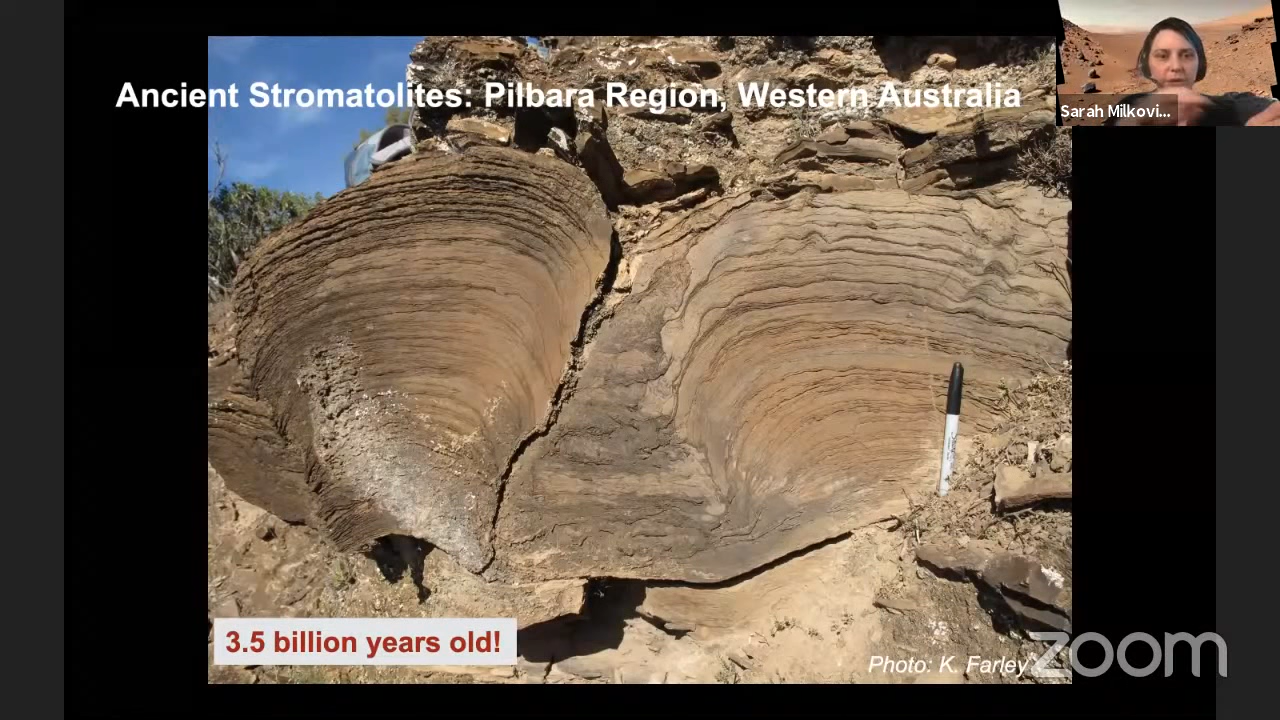 Ancient Stromatolites: Pilbara Region, Western Australia
Sarah Milkovi...
3.5 billion years old!
Photo: K. Farley
zoom